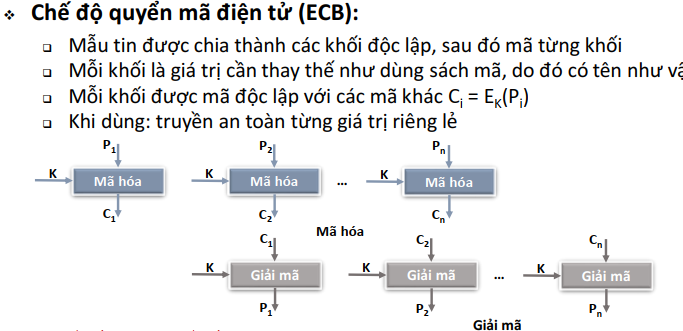 ❖ Chế độ quyển mã điện tử (ECB):
❑ Mẫu tin được chia thành các khối độc lập, sau đó mã từng khối
❑ Mỗi khối là giá trị cần thay thế như dùng sách mã, do đó có tên như
❑ Mỗi khối được mã độc lập với các mã khác Cᵢ = Eₖ(Pᵢ)
❑ Khi dùng: truyền an toàn từng giá trị riêng lẻ
P₁ P₂ Pₙ
K Mã hóa K Mã hóa ... K Mã hóa
C₁ C₂ Cₙ
Mã hóa
C₁ C₂ Cₙ
K Giải mã K Giải mã ... K Giải mã
P₁ P₂ Pₙ
Giải mã